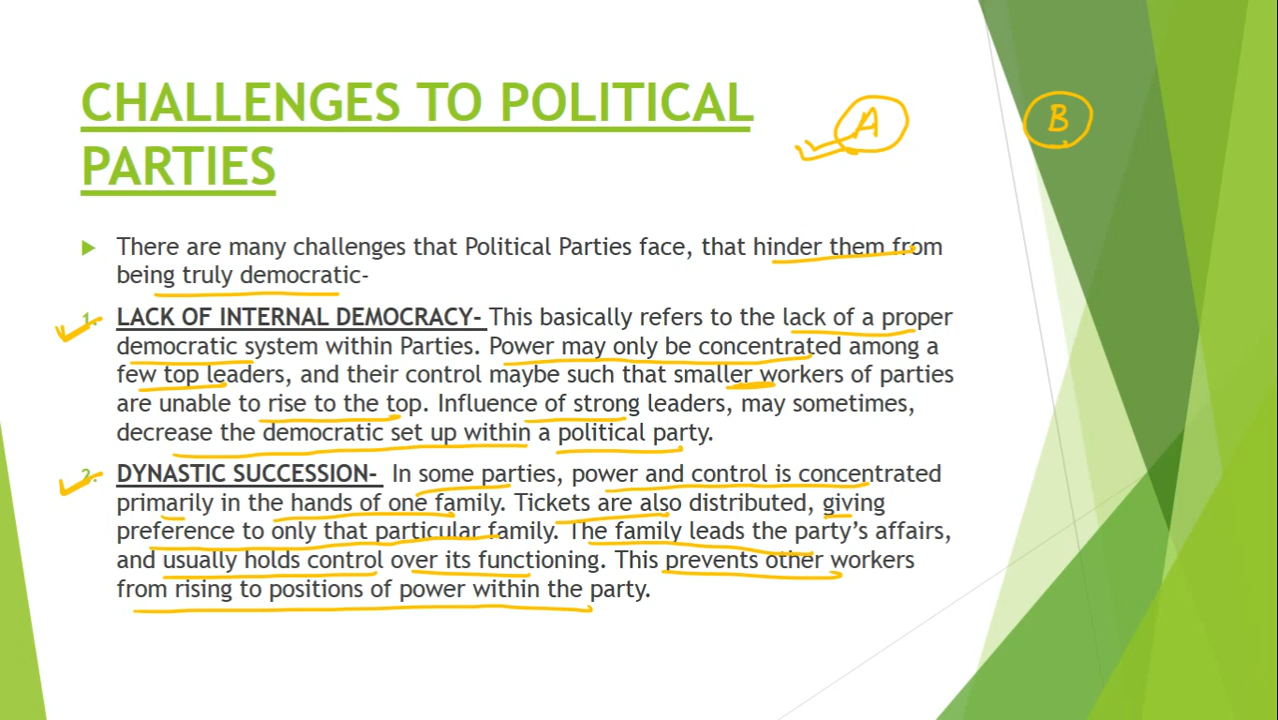 CHALLENGES TO POLITICAL
PARTIES
A
B
There are many challenges that Political Parties face, that hinder them from
being truly democratic-
1. LACK OF INTERNAL DEMOCRACY- This basically refers to the lack of a proper
democratic system within Parties. Power may only be concentrated among a
few top leaders, and their control maybe such that smaller workers of parties
are unable to rise to the top. Influence of strong leaders, may sometimes,
decrease the democratic set up within a political party.
2. DYNASTIC SUCCESSION- In some parties, power and control is concentrated
primarily in the hands of one family. Tickets are also distributed, giving
preference to only that particular family. The family leads the party’s affairs,
and usually holds control over its functioning. This prevents other workers
from rising to positions of power within the party.